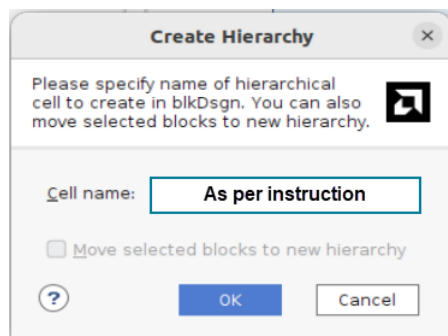 Create Hierarchy
Please specify name of hierarchical
cell to create in blkDsgn. You can also
move selected blocks to new hierarchy.
Cell name: As per instruction
Move selected blocks to new hierarchy
? OK Cancel